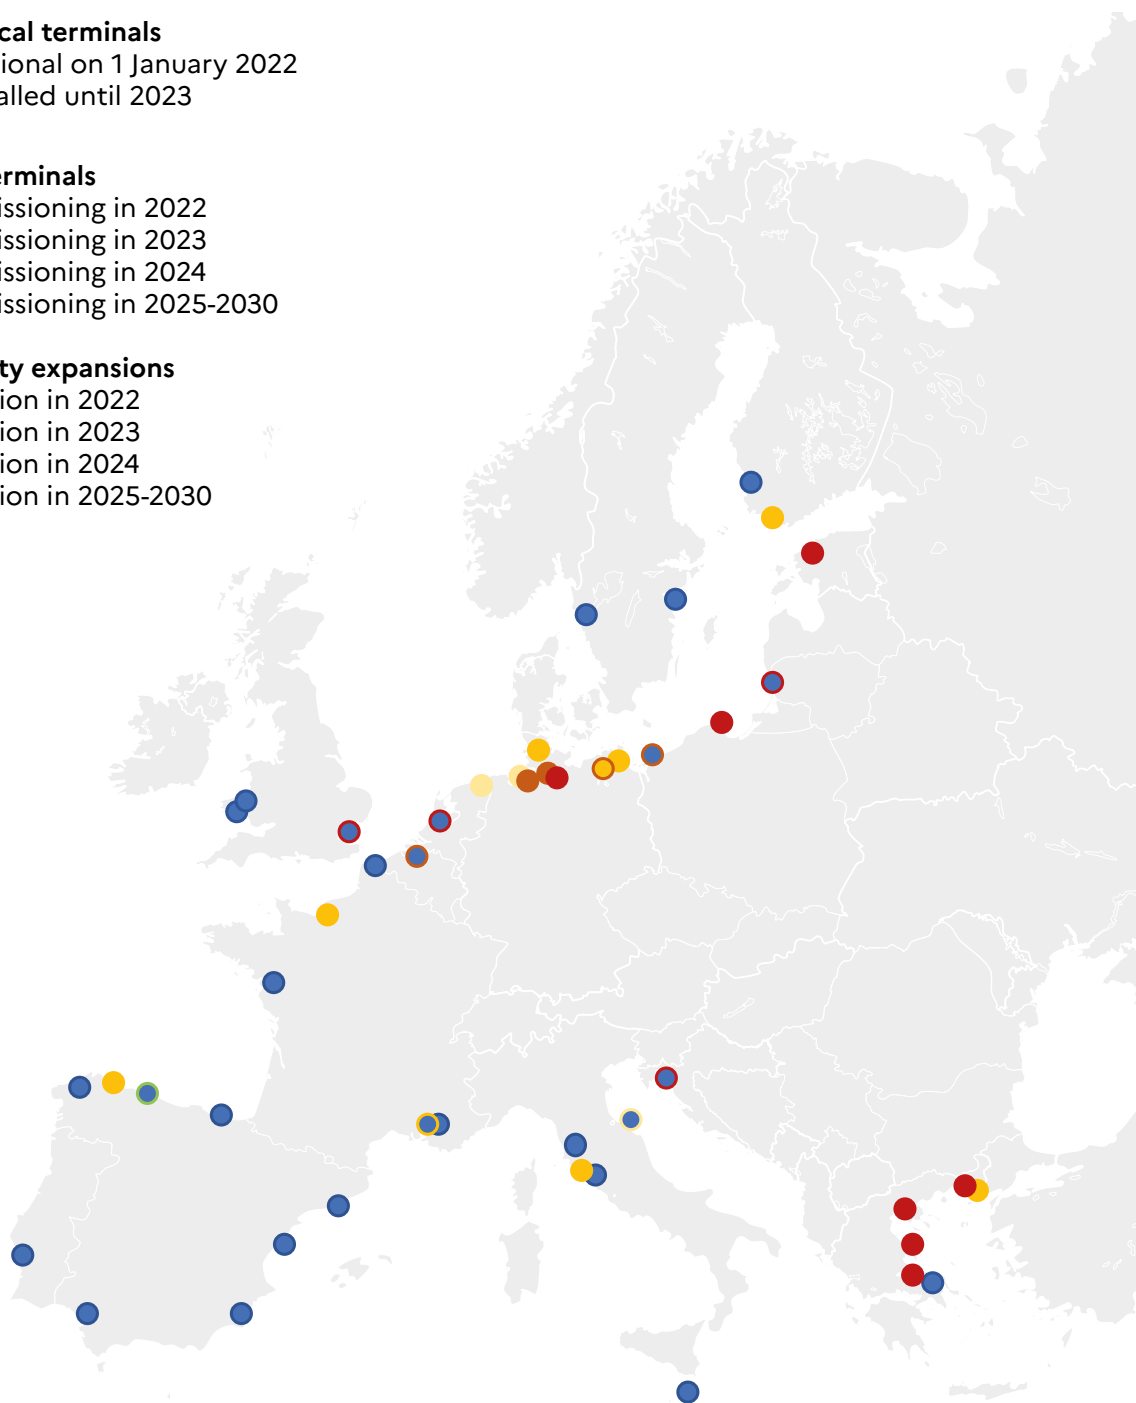 cal terminals
ional on 1 January 2022
alled until 2023
erminals
issioning in 2022
issioning in 2023
issioning in 2024
issioning in 2025-2030
ty expansions
ion in 2022
ion in 2023
ion in 2024
ion in 2025-2030